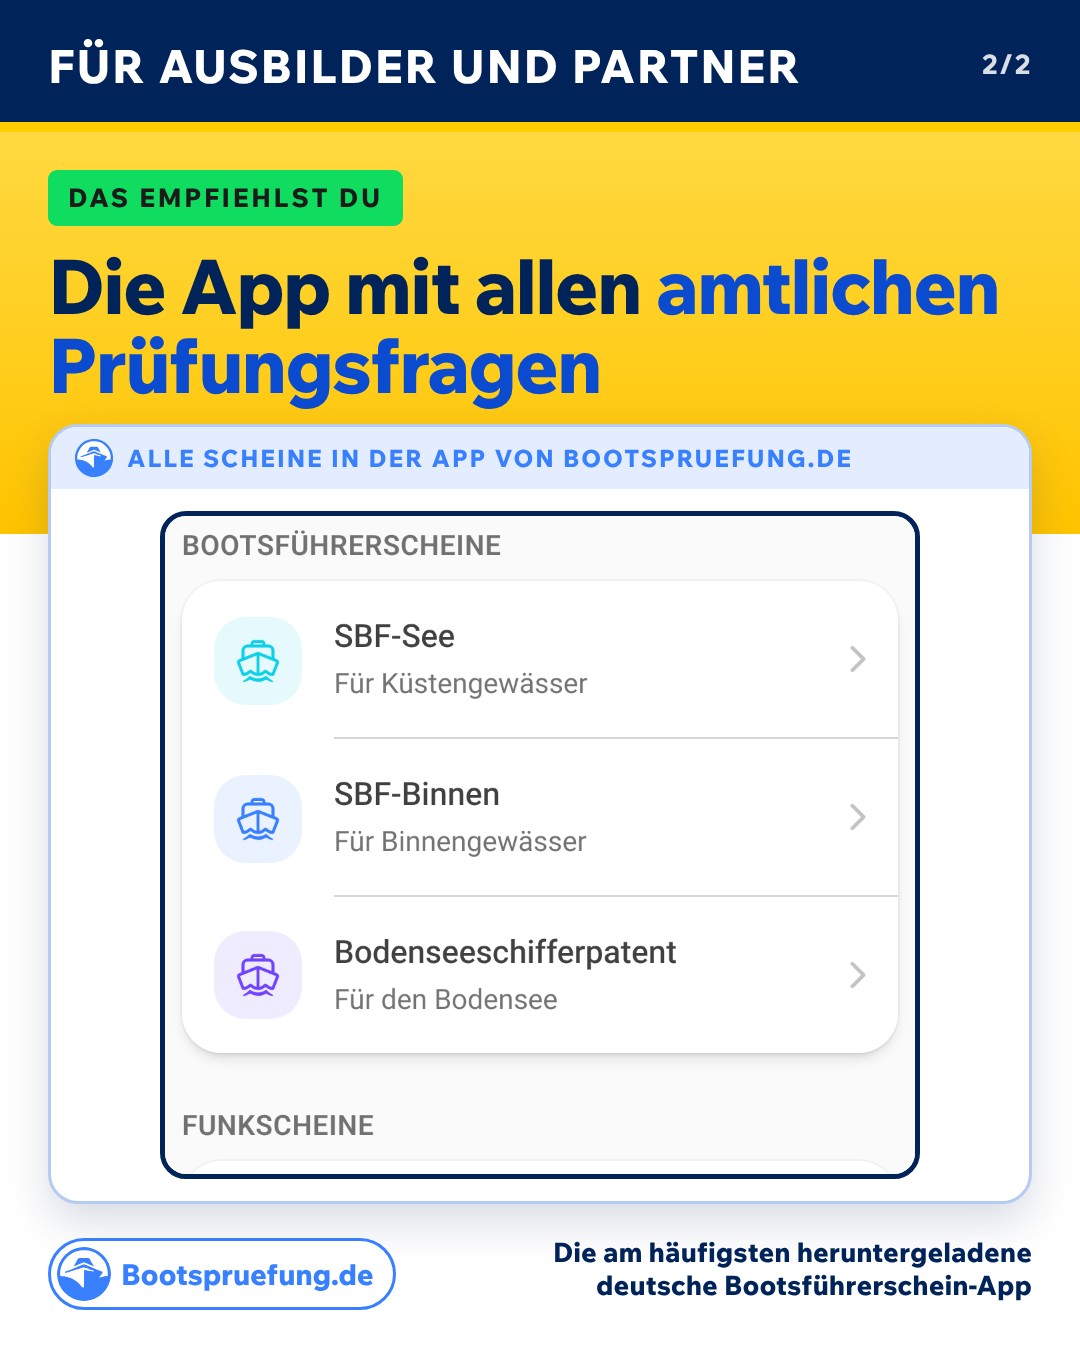 FÜR AUSBILDER UND PARTNER
2/2
DAS EMPFIEHLST DU
Die App mit allen amtlichen
Prüfungsfragen
ALLE SCHEINE IN DER APP VON BOOTSPRUEFUNG.DE
BOOTSFÜHRERSCHEINE
SBF-See
Für Küstengewässer
SBF-Binnen
Für Binnengewässer
Bodenseeschifferpatent
Für den Bodensee
FUNKSCHEINE
Bootspruefung.de
Die am häufigsten heruntergeladene
deutsche Bootsführerschein-App